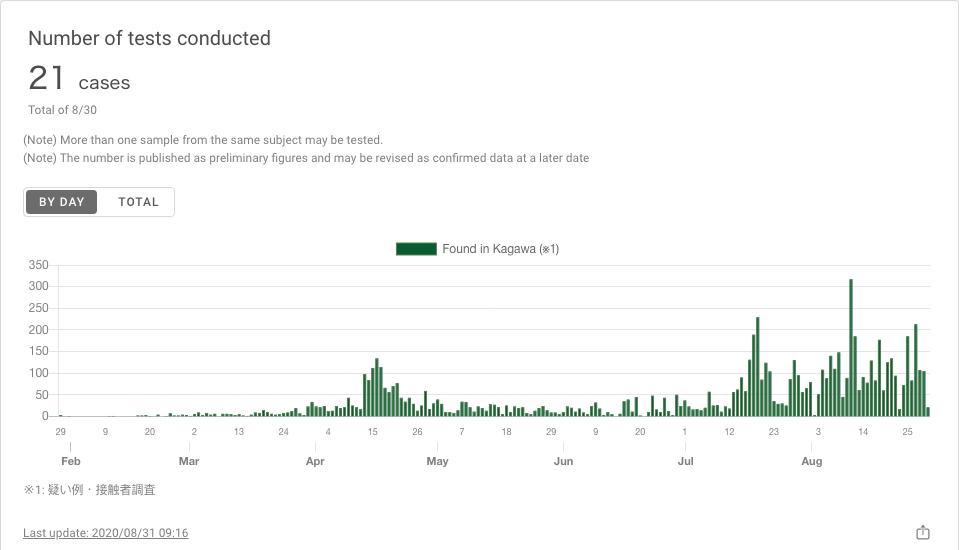 Number of tests conducted
21 cases
Total of 8/30
(Note) More than one sample from the same subject may be tested.
(Note) The number is published as preliminary figures and may be revised as confirmed data at a later date
BY DAY TOTAL
Found in Kagawa (※1)
350
300
250
200
150
100
50
0
29 9 20 2 13 24 4 15 26 7 18 29 9 20 1 12 23 3 14 25
Feb Mar Apr May Jun Jul Aug
※1: 疑い例・接触者調査
Last update: 2020/08/31 09:16